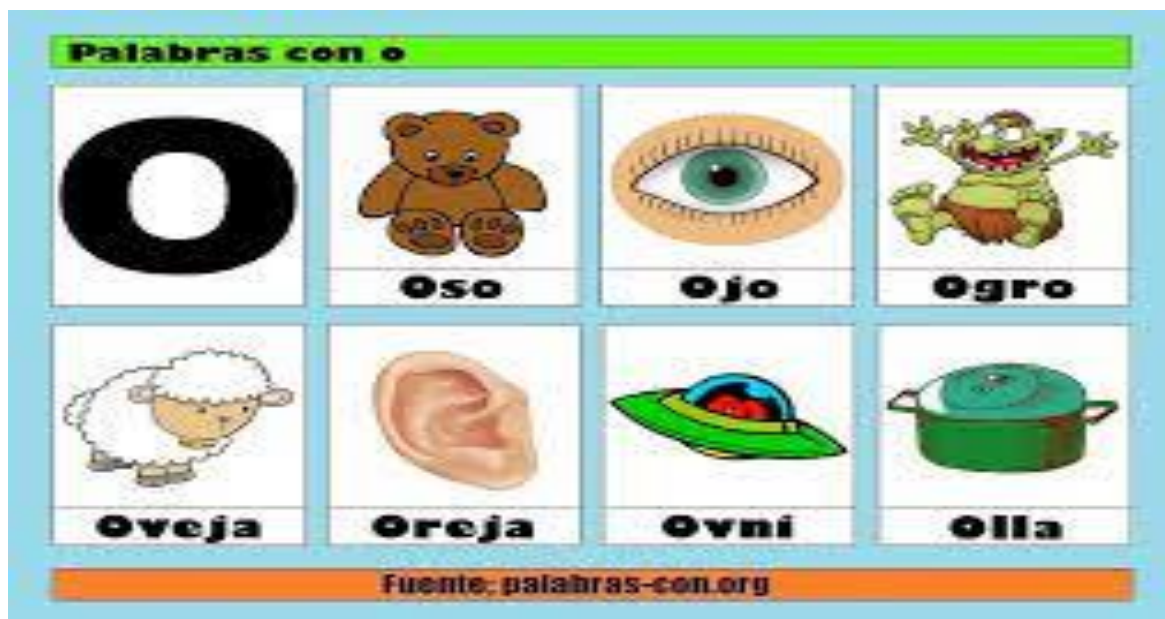 Palabras con o
O
Oso
Ojo
Ogro
Oveja
Oreja
Ovni
Olla
Fuente: palabras-con.org